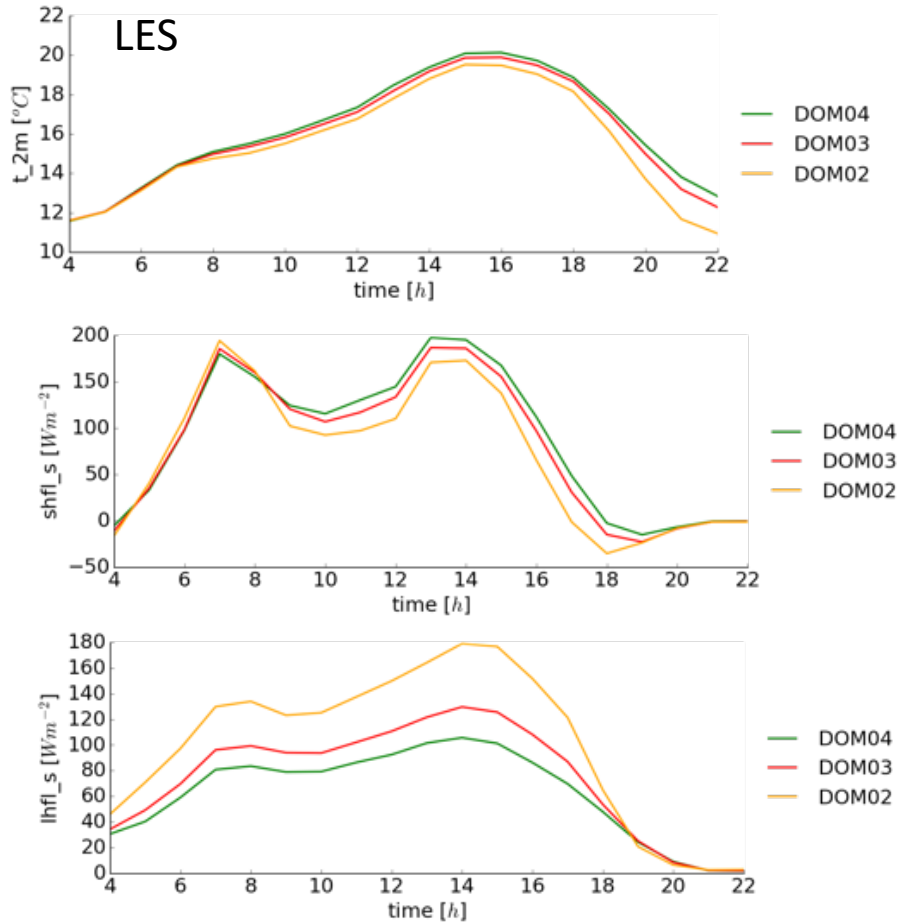 LES
t_2m [°C]
22
20
18
16
14
12
10
4 6 8 10 12 14 16 18 20 22
time [h]
DOM04
DOM03
DOM02
shfl_s [Wm⁻²]
200
150
100
50
0
−50
4 6 8 10 12 14 16 18 20 22
time [h]
DOM04
DOM03
DOM02
lhfl_s [Wm⁻²]
180
160
140
120
100
80
60
40
20
0
4 6 8 10 12 14 16 18 20 22
time [h]
DOM04
DOM03
DOM02